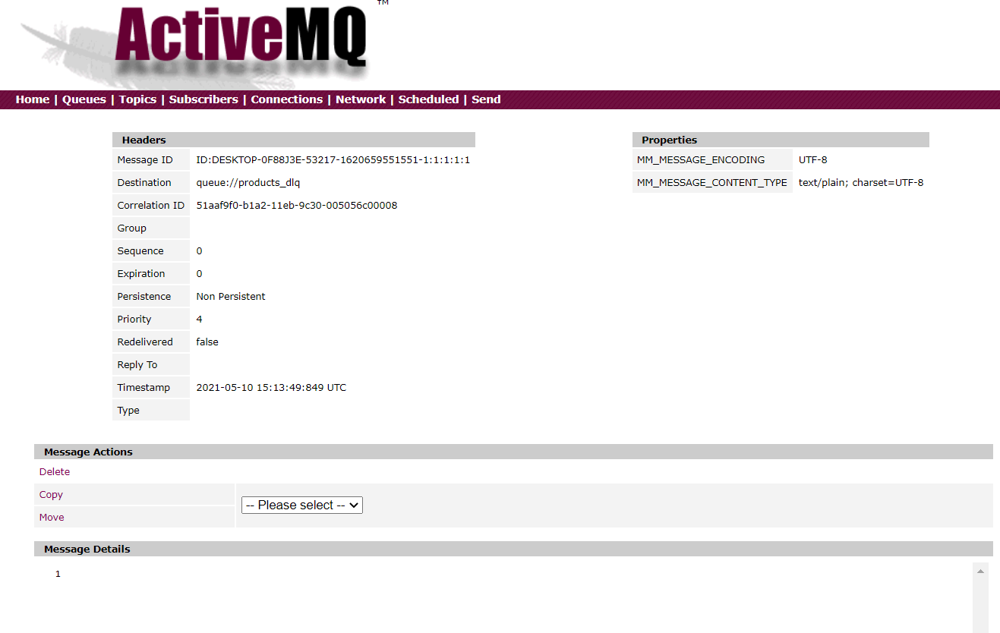 ActiveMQ™
Home | Queues | Topics | Subscribers | Connections | Network | Scheduled | Send
Headers
Message ID ID:DESKTOP-0F88J3E-53217-1620659551551-1:1:1:1:1
Destination queue://products_dlq
Correlation ID 51aaf9f0-b1a2-11eb-9c30-005056c00008
Group
Sequence 0
Expiration 0
Persistence Non Persistent
Priority 4
Redelivered false
Reply To
Timestamp 2021-05-10 15:13:49:849 UTC
Type
Properties
MM_MESSAGE_ENCODING UTF-8
MM_MESSAGE_CONTENT_TYPE text/plain; charset=UTF-8
Message Actions
Delete
Copy
-- Please select --
Move
Message Details
1